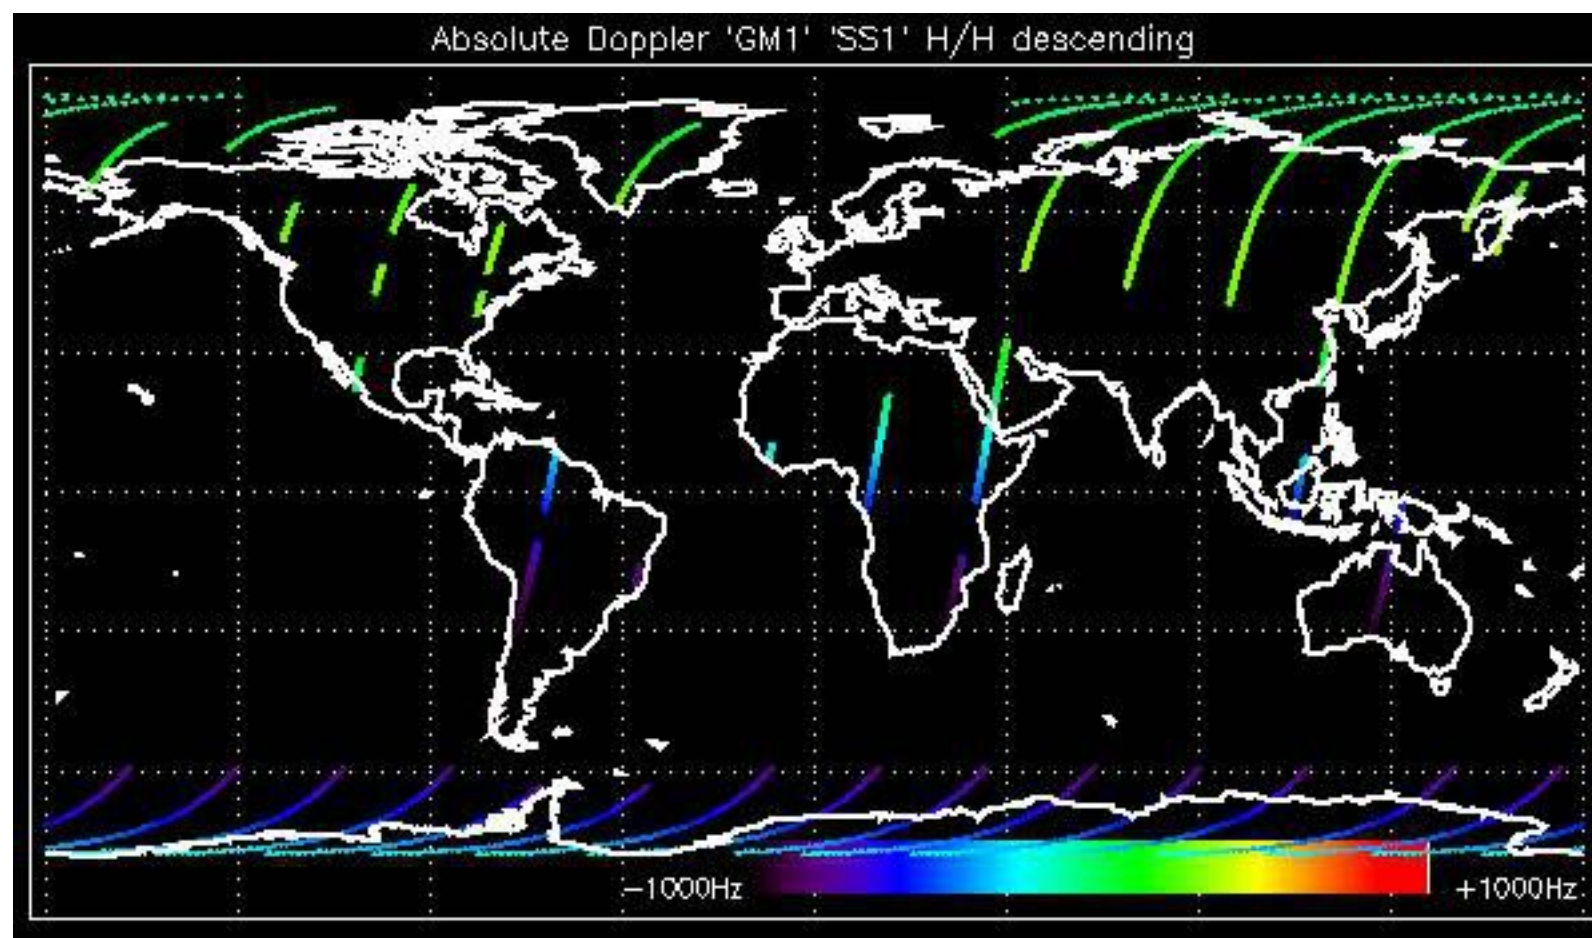 Absolute Doppler 'GM1' 'SS1' H/H descending
−1000Hz
+1000Hz